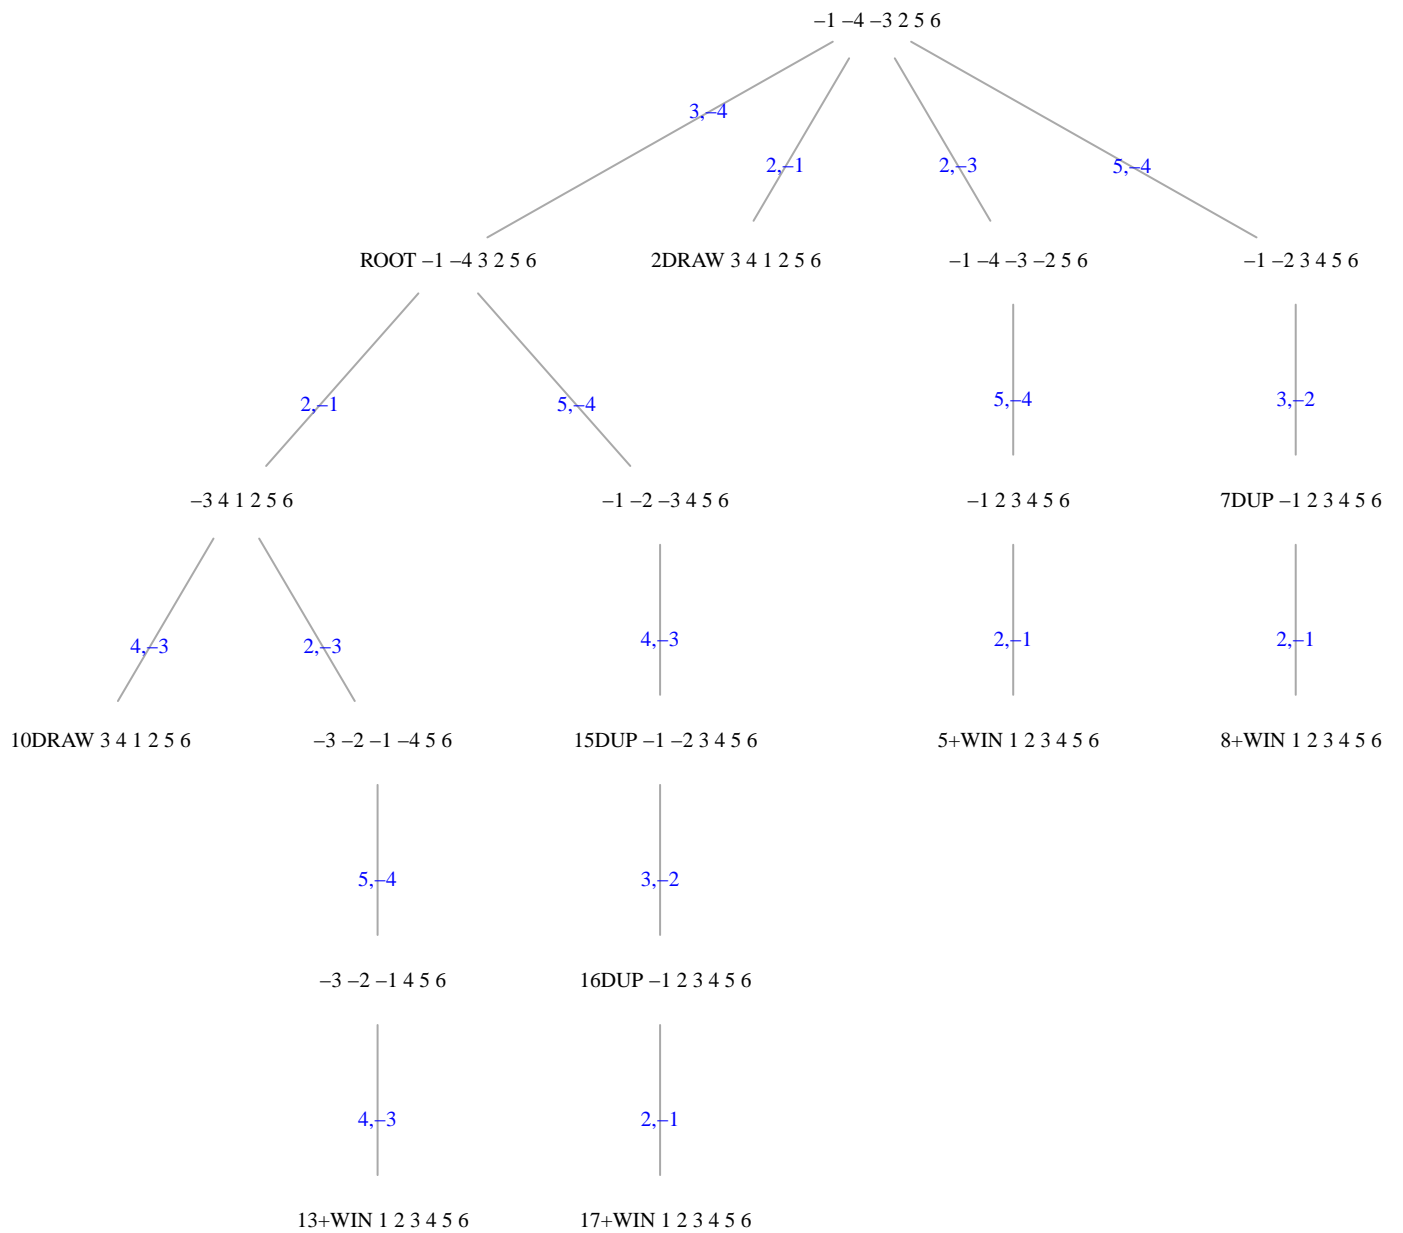 –1 –4 –3 2 5 6
3,–4
2,–1
2,–3
5,–4
ROOT –1 –4 3 2 5 6
2DRAW 3 4 1 2 5 6
–1 –4 –3 –2 5 6
–1 –2 3 4 5 6
2,–1
5,–4
5,–4
3,–2
–3 4 1 2 5 6
–1 –2 –3 4 5 6
–1 2 3 4 5 6
7DUP –1 2 3 4 5 6
4,–3
2,–3
4,–3
2,–1
2,–1
10DRAW 3 4 1 2 5 6
–3 –2 –1 –4 5 6
15DUP –1 –2 3 4 5 6
5+WIN 1 2 3 4 5 6
8+WIN 1 2 3 4 5 6
5,–4
3,–2
–3 –2 –1 4 5 6
16DUP –1 2 3 4 5 6
4,–3
2,–1
13+WIN 1 2 3 4 5 6
17+WIN 1 2 3 4 5 6